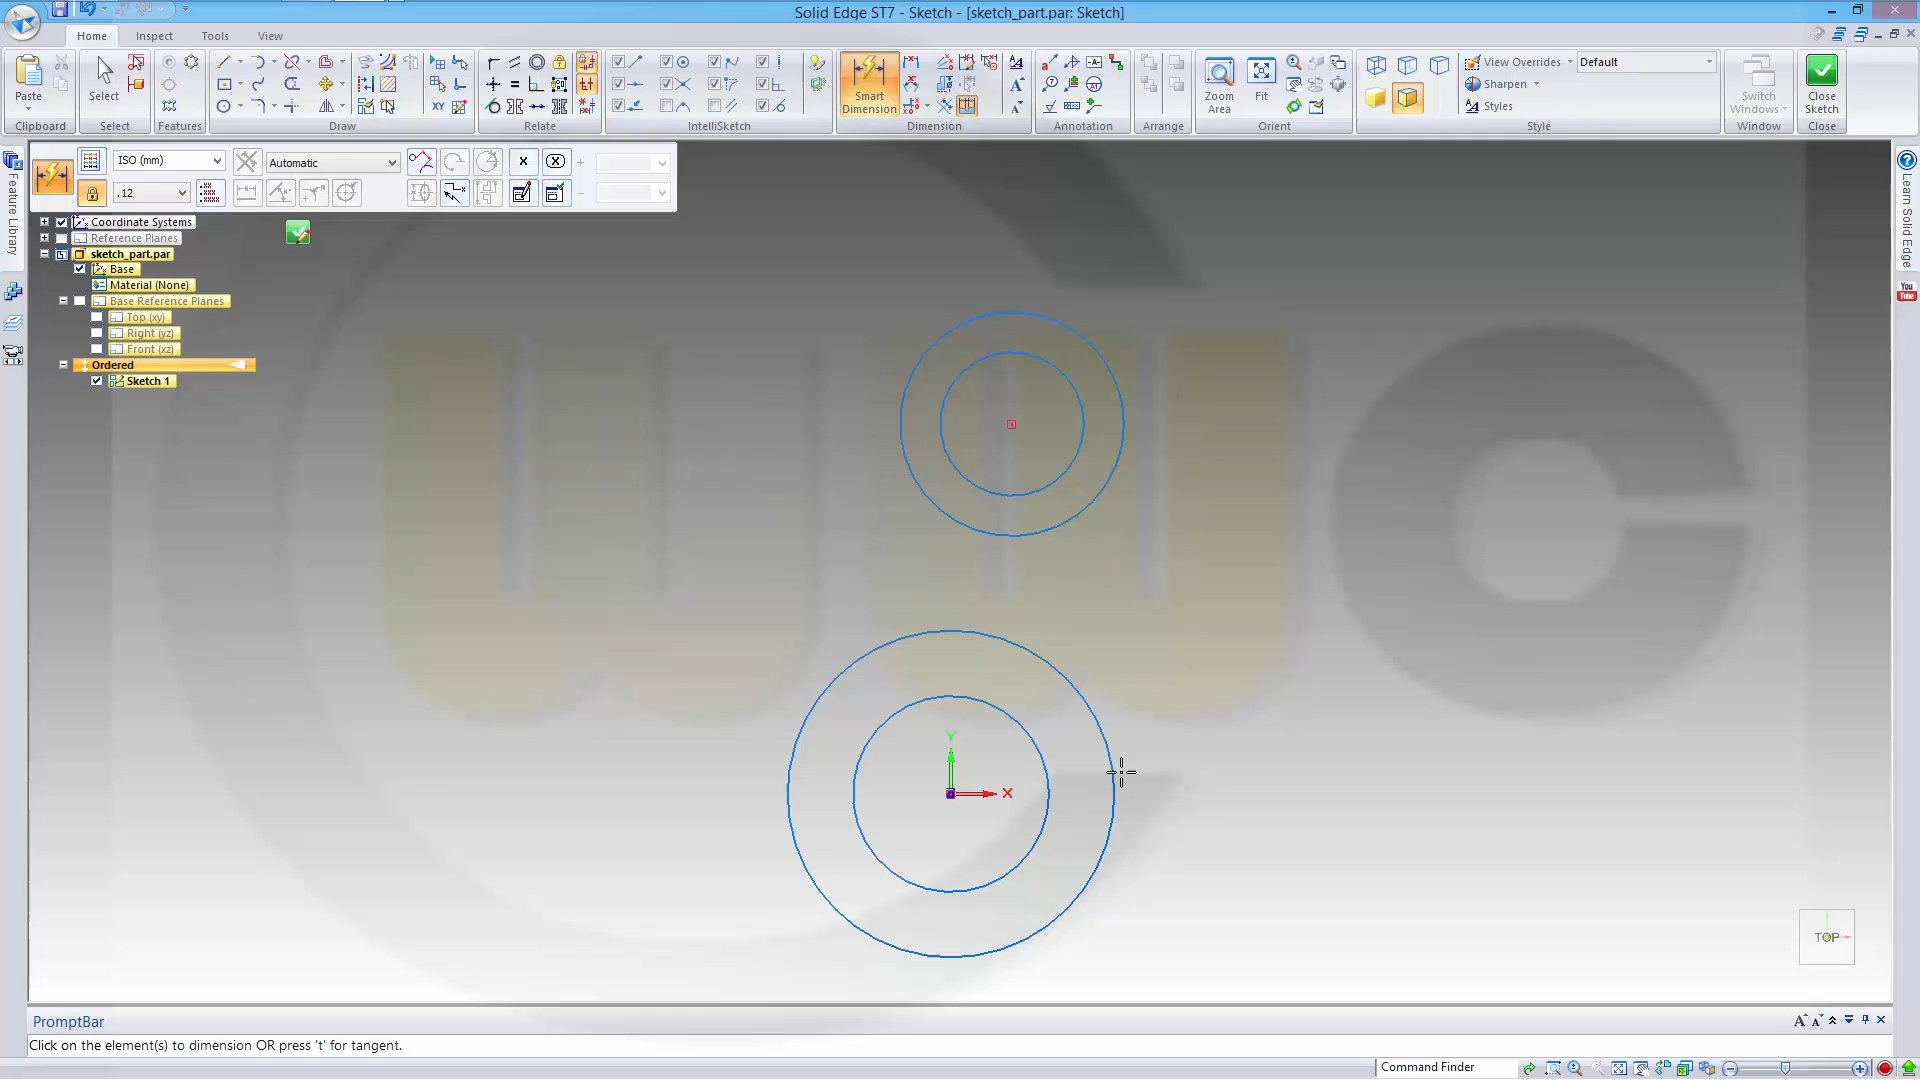 Solid Edge ST7 - Sketch - [sketch_part.par: Sketch]
Home Inspect Tools View
Paste
Clipboard
Select
Select
Features
Draw
XY
Relate
IntelliSketch
Smart Dimension
Dimension
Annotation
Arrange
Zoom Area
Fit
Orient
View Overrides
Default
Sharpen
Styles
Style
Switch Windows
Window
Close Sketch
Close
ISO (mm)
Automatic
.12
Feature Library
Learn Solid Edge
You Tube
Coordinate Systems
Reference Planes
sketch_part.par
Base
Material (None)
Base Reference Planes
Top (xy)
Right (yz)
Front (xz)
Ordered
Sketch 1
Y
X
TOP
PromptBar
Click on the element(s) to dimension OR press 't' for tangent.
Command Finder